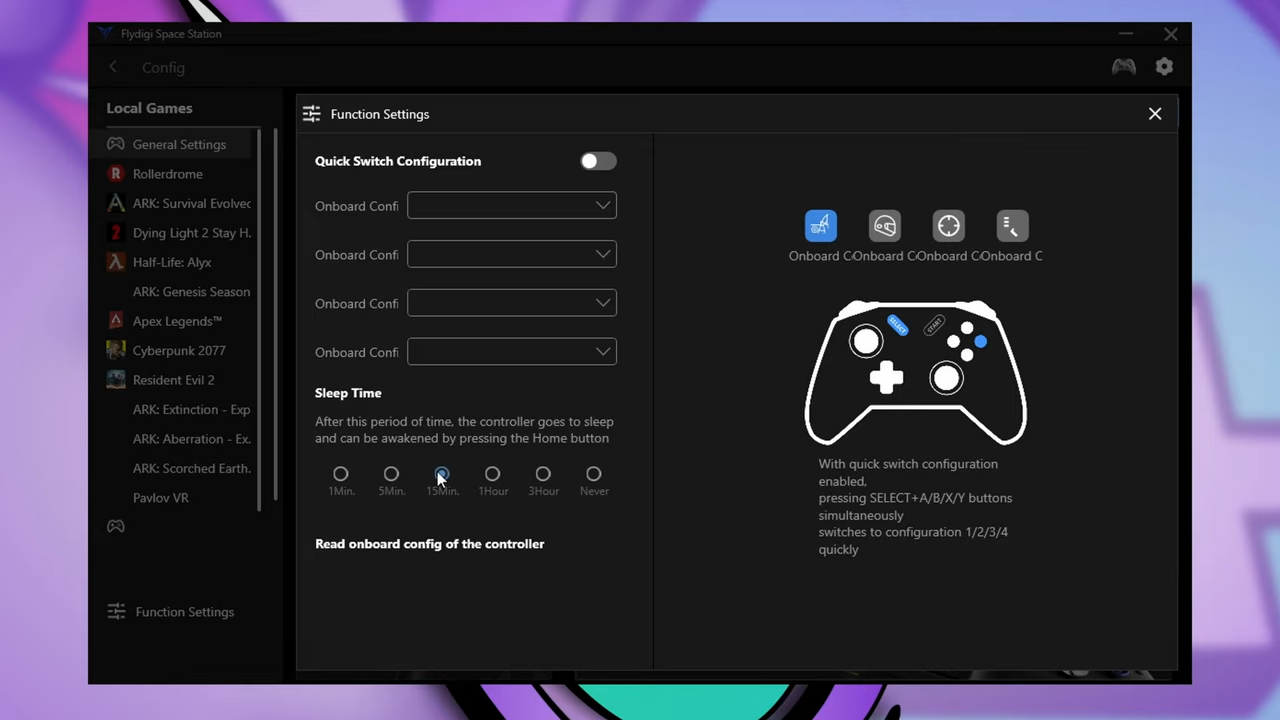 Flydigi Space Station
Config
Local Games
General Settings
Rollerdrome
ARK: Survival Evolvec
Dying Light 2 Stay H.
Half-Life: Alyx
ARK: Genesis Season
Apex Legends™
Cyberpunk 2077
Resident Evil 2
ARK: Extinction - Exp
ARK: Aberration - Ex.
ARK: Scorched Earth.
Pavlov VR
Function Settings
Function Settings
Quick Switch Configuration
Onboard Confi
Onboard Confi
Onboard Confi
Onboard Confi
Sleep Time
After this period of time, the controller goes to sleep
and can be awakened by pressing the Home button
1Min. 5Min. 15Min. 1Hour 3Hour Never
Read onboard config of the controller
Onboard C Onboard C Onboard C Onboard C
SELECT START
With quick switch configuration
enabled,
pressing SELECT+A/B/X/Y buttons
simultaneously
switches to configuration 1/2/3/4
quickly